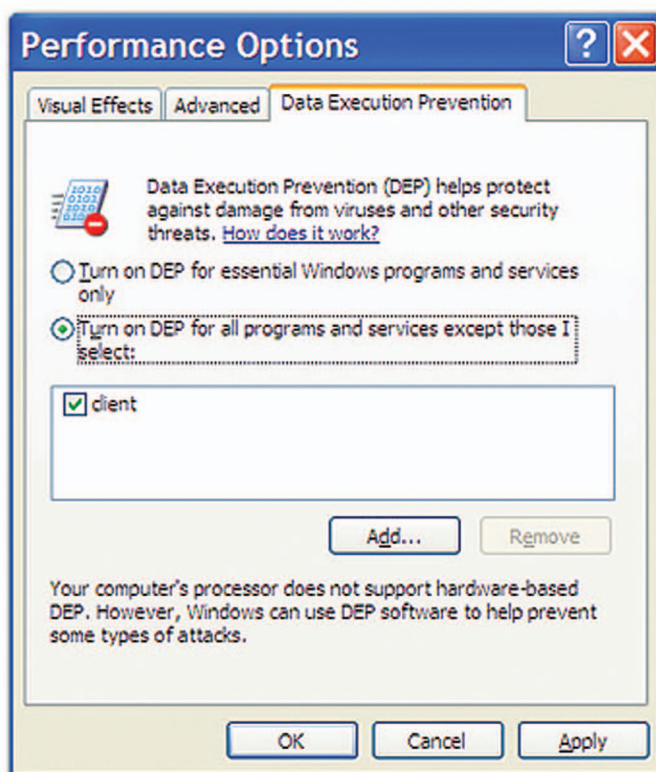 Performance Options
Visual Effects Advanced Data Execution Prevention
Data Execution Prevention (DEP) helps protect
against damage from viruses and other security
threats. How does it work?
Turn on DEP for essential Windows programs and services
only
Turn on DEP for all programs and services except those I
select:
client
Add... Remove
Your computer's processor does not support hardware-based
DEP. However, Windows can use DEP software to help prevent
some types of attacks.
OK Cancel Apply